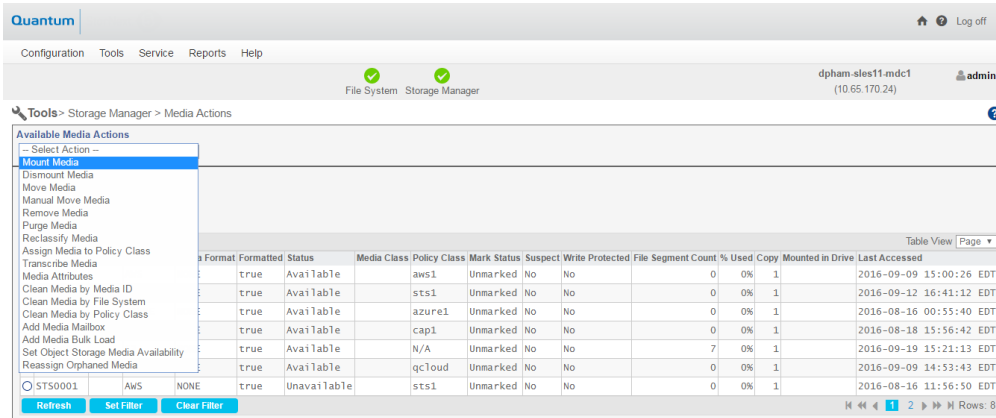 Quantum
Log off
Configuration Tools Service Reports Help
File System Storage Manager
dpham-sles11-mdc1
(10.65.170.24)
admin
Tools> Storage Manager > Media Actions
Available Media Actions
-- Select Action --
Mount Media
Dismount Media
Move Media
Manual Move Media
Remove Media
Purge Media
Reclassify Media
Assign Media to Policy Class
Transcribe Media
Media Attributes
Clean Media by Media ID
Clean Media by File System
Clean Media by Policy Class
Add Media Mailbox
Add Media Bulk Load
Set Object Storage Media Availability
Reassign Orphaned Media
Table View Page
Format Formatted Status Media Class Policy Class Mark Status Suspect Write Protected File Segment Count % Used Copy Mounted in Drive Last Accessed
true Available aws1 Unmarked No No 0 0% 1 2016-09-09 15:00:26 EDT
true Available sts1 Unmarked No No 0 0% 1 2016-09-12 16:41:12 EDT
true Available azure1 Unmarked No No 0 0% 1 2016-08-16 00:55:40 EDT
true Available cap1 Unmarked No No 0 0% 1 2016-08-18 15:56:42 EDT
true Available N/A Unmarked No No 7 0% 1 2016-09-19 15:21:13 EDT
true Available qcloud Unmarked No No 0 0% 1 2016-09-09 14:53:43 EDT
STS0001 AWS NONE true Unavailable sts1 Unmarked No No 0 0% 1 2016-08-16 11:56:50 EDT
Refresh Set Filter Clear Filter
1 2 Rows: 8